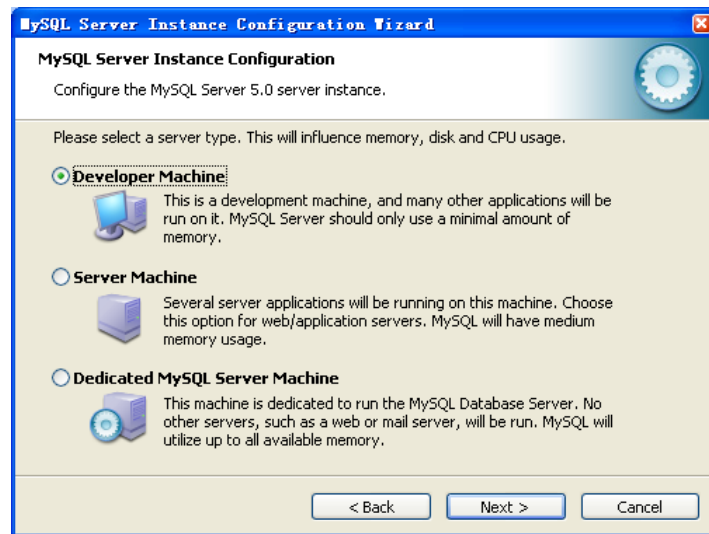 MySQL Server Instance Configuration Wizard
MySQL Server Instance Configuration
Configure the MySQL Server 5.0 server instance.
Please select a server type. This will influence memory, disk and CPU usage.
Developer Machine
This is a development machine, and many other applications will be
run on it. MySQL Server should only use a minimal amount of
memory.
Server Machine
Several server applications will be running on this machine. Choose
this option for web/application servers. MySQL will have medium
memory usage.
Dedicated MySQL Server Machine
This machine is dedicated to run the MySQL Database Server. No
other servers, such as a web or mail server, will be run. MySQL will
utilize up to all available memory.
< Back Next > Cancel